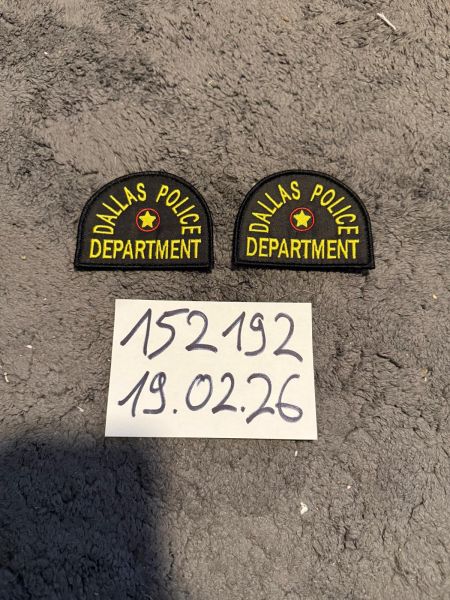 DALLAS POLICE
DEPARTMENT
DALLAS POLICE
DEPARTMENT
152192
19.02.26